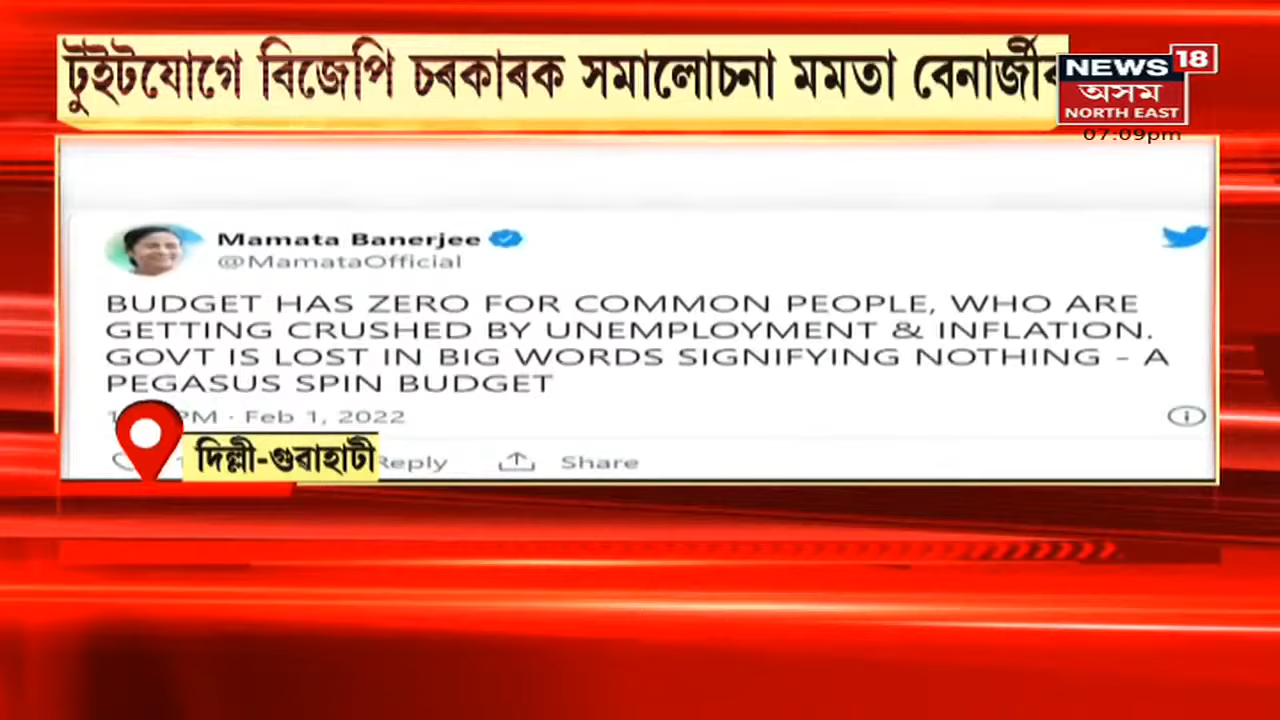 টুইটযোগে বিজেপি চৰকাৰক সমালোচনা মমতা বেনাৰ্জীৰ
NEWS 18
অসম
NORTH EAST
07:09pm
Mamata Banerjee
@MamataOfficial
BUDGET HAS ZERO FOR COMMON PEOPLE, WHO ARE
GETTING CRUSHED BY UNEMPLOYMENT & INFLATION.
GOVT IS LOST IN BIG WORDS SIGNIFYING NOTHING – A
PEGASUS SPIN BUDGET
PM · Feb 1, 2022
দিল্লী-গুৱাহাটী
Reply Share